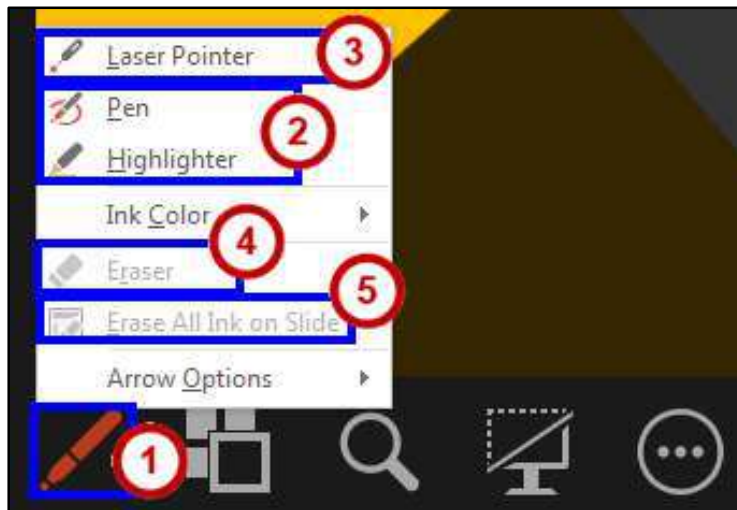 Laser Pointer 3
Pen
2
Highlighter
Ink Color
4
Eraser
5
Erase All Ink on Slide
Arrow Options
1